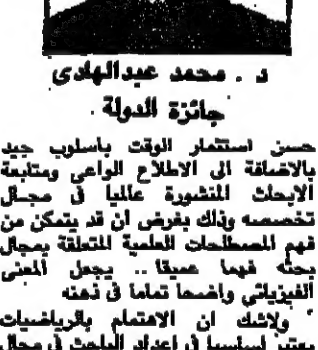 د . محمد عبدالهادى
جائزة الدولة
حسن استثمار الوقت باسلوب جيد
بالاضافة الى الاطلاع الواعي ومتابعة
الابحاث المنشورة عالميا فى مجال
تخصصه وذلك بغرض ان قد يتمكن من
فهم المصطلحات العلمية المتعلقة بمجال
بحثه فهما عميقا .. يجعل المعنى
الفيزيائي واضحا تماما فى ذهنه
ولاشك ان الاهتمام بالرياضيات
يعتبر اساسيا فى اعداد الباحث فى مجال